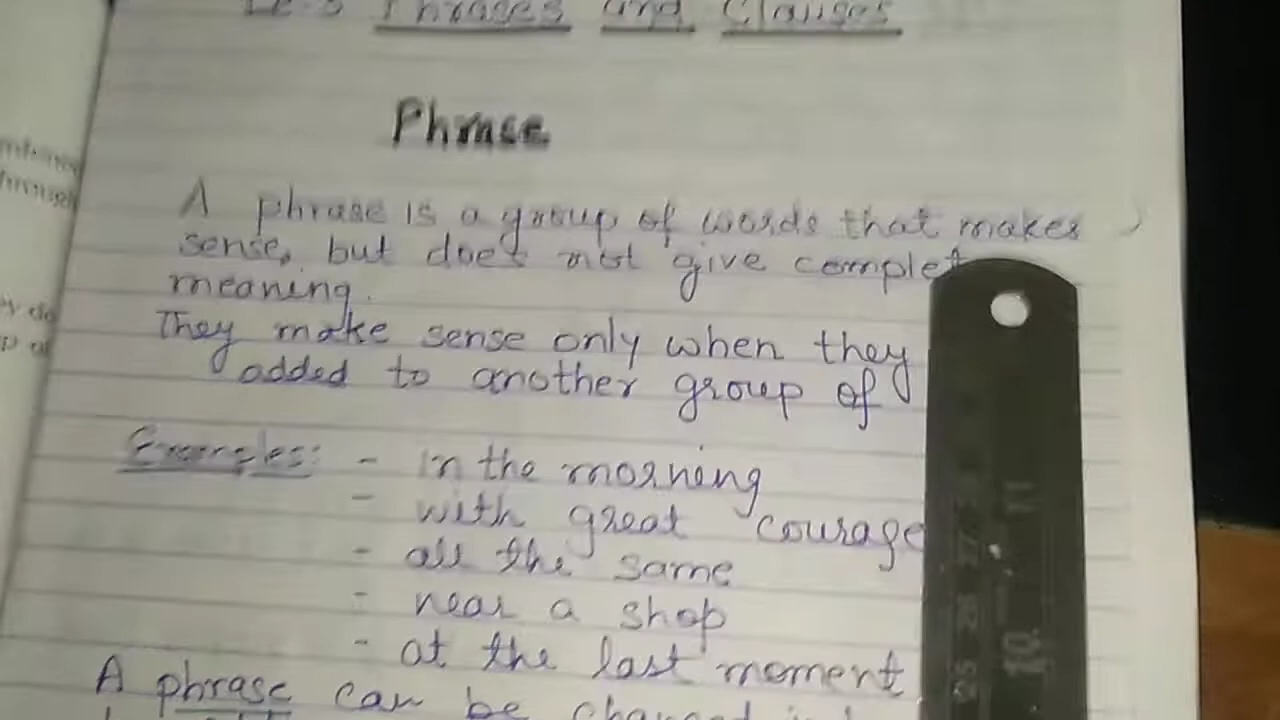 Phrases and Clauses
Phrase
A phrase is a group of words that makes
sense, but does not give complet
meaning.
They make sense only when they
added to another group of
Examples: - in the morning
- with great courage
- all the same
- near a shop
- at the last moment
A phrase can be changed